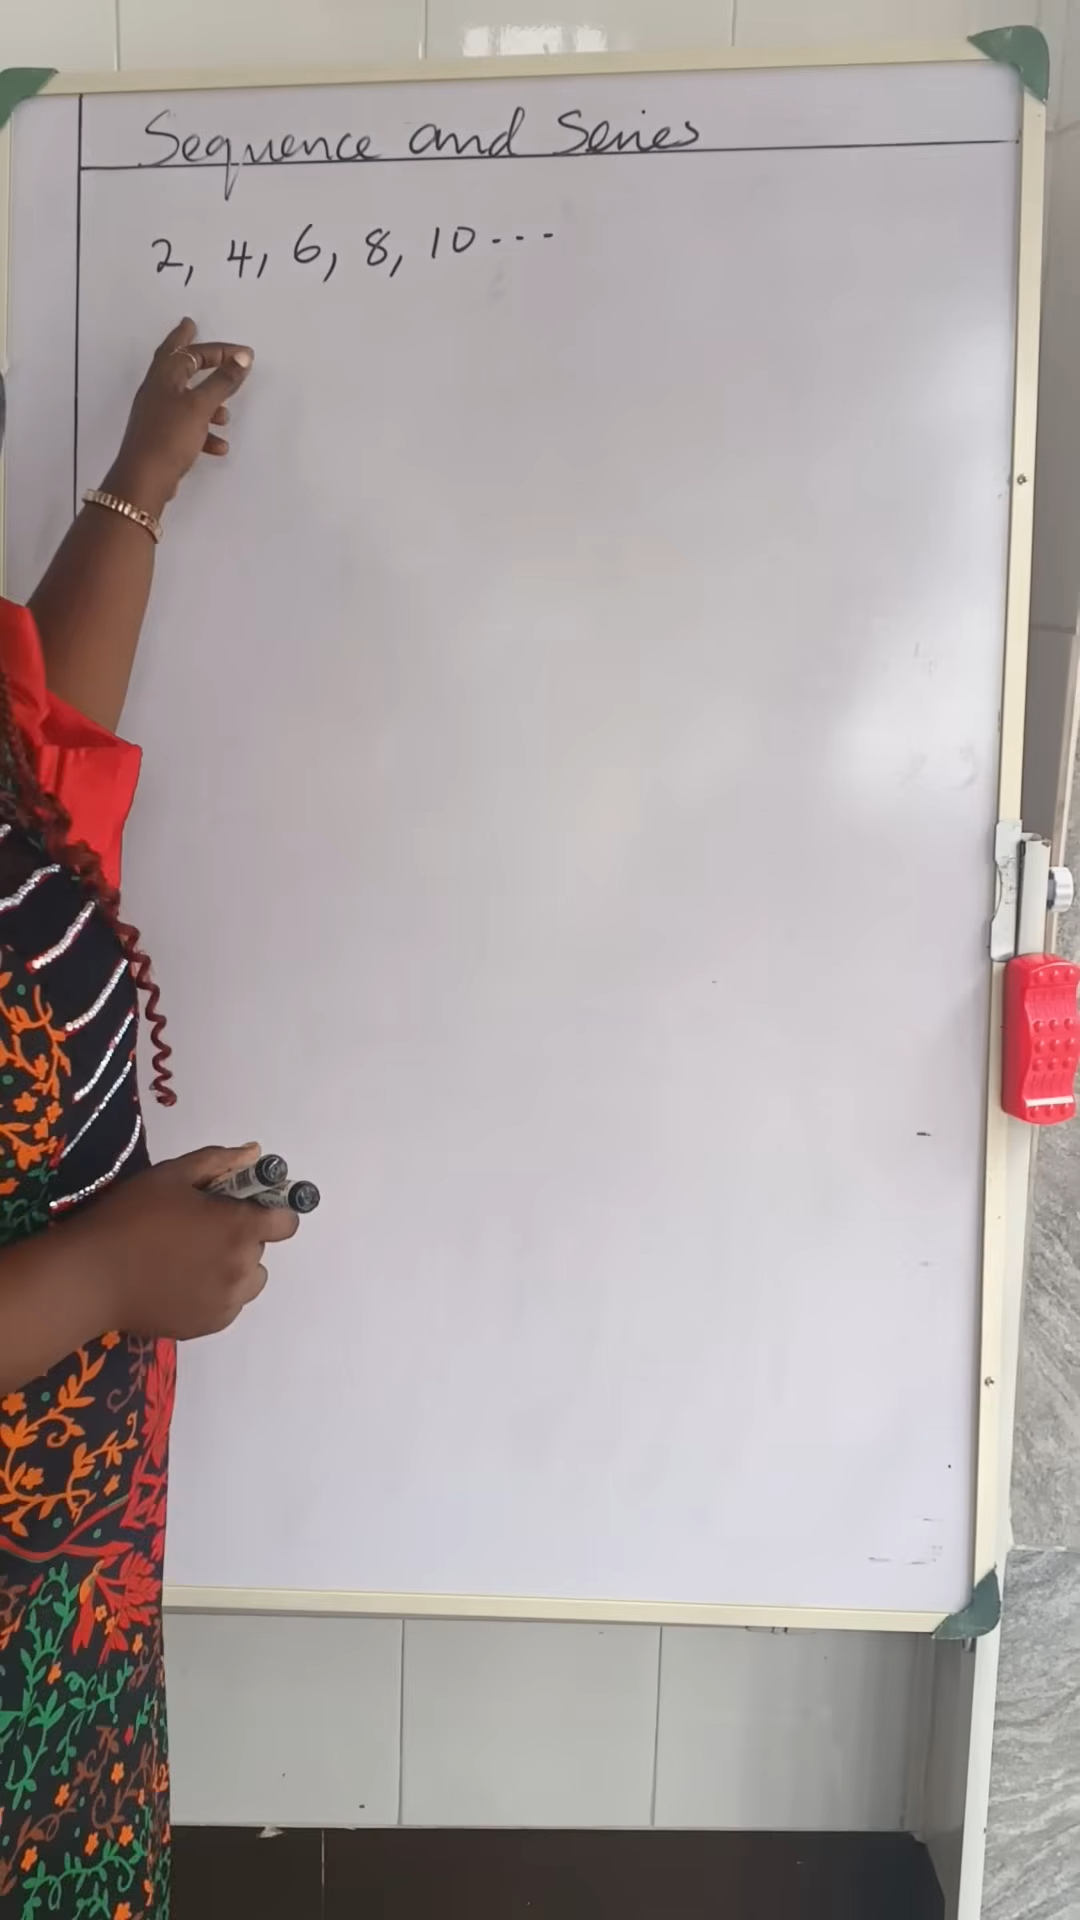 Sequence and Series
2, 4, 6, 8, 10 ---